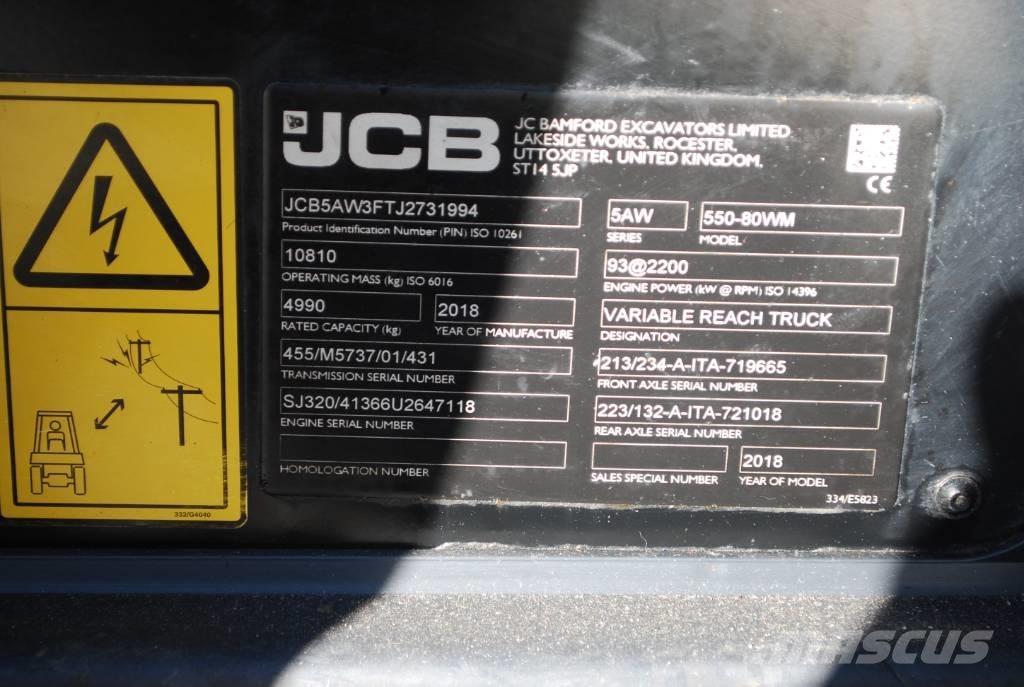 JCB
JC BAMFORD EXCAVATORS LIMITED
LAKESIDE WORKS, ROCESTER,
UTTOXETER, UNITED KINGDOM,
ST14 5JP
CE
JCB5AW3FTJ2731994
Product Identification Number (PIN) ISO 10261
5AW
SERIES
550-80WM
MODEL
10810
OPERATING MASS (kg) ISO 6016
93@2200
ENGINE POWER (kW @ RPM) ISO 14396
4990
RATED CAPACITY (kg)
2018
YEAR OF MANUFACTURE
VARIABLE REACH TRUCK
DESIGNATION
455/M5737/01/431
TRANSMISSION SERIAL NUMBER
213/234-A-ITA-719665
FRONT AXLE SERIAL NUMBER
SJ320/41366U2647118
ENGINE SERIAL NUMBER
223/132-A-ITA-721018
REAR AXLE SERIAL NUMBER
HOMOLOGATION NUMBER
SALES SPECIAL NUMBER
2018
YEAR OF MODEL
334/E5823
332/G4040
mascus